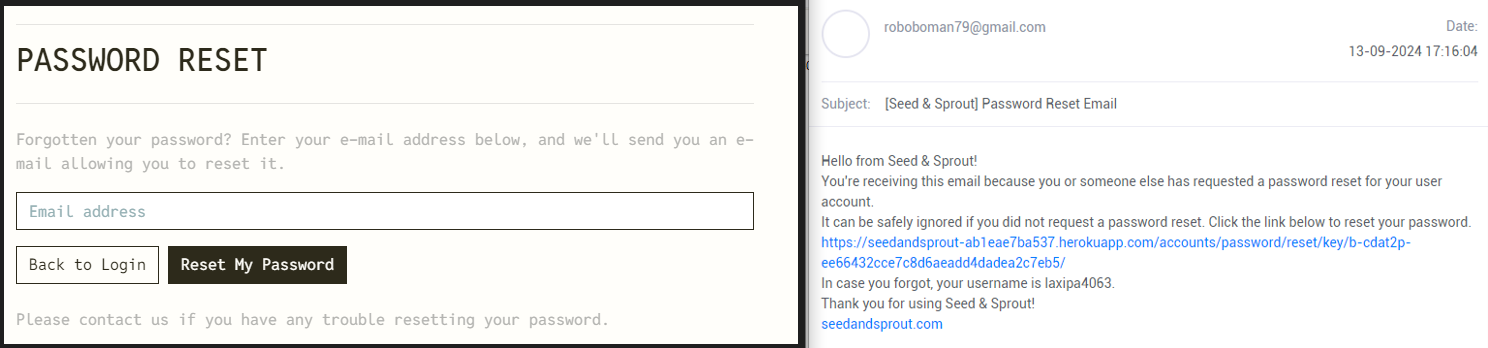 PASSWORD RESET
Forgotten your password? Enter your e-mail address below, and we'll send you an e-
mail allowing you to reset it.
Email address
Back to Login
Reset My Password
Please contact us if you have any trouble resetting your password.
roboboman79@gmail.com
Date:
13-09-2024 17:16:04
Subject: [Seed & Sprout] Password Reset Email
Hello from Seed & Sprout!
You're receiving this email because you or someone else has requested a password reset for your user
account.
It can be safely ignored if you did not request a password reset. Click the link below to reset your password.
https://seedandsprout-ab1eae7ba537.herokuapp.com/accounts/password/reset/key/b-cdat2p-
ee66432cce7c8d6aeadd4dadea2c7eb5/
In case you forgot, your username is laxipa4063.
Thank you for using Seed & Sprout!
seedandsprout.com